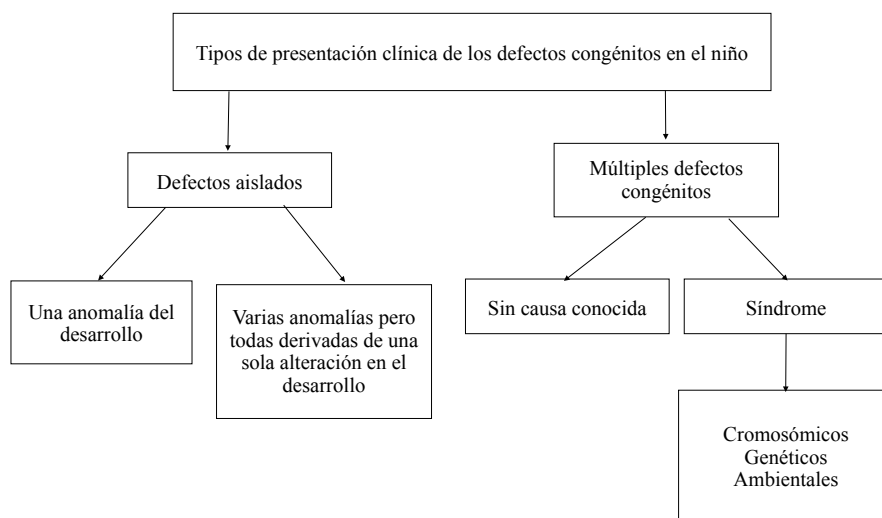 Tipos de presentación clínica de los defectos congénitos en el niño
Defectos aislados
Múltiples defectos
congénitos
Una anomalía del
desarrollo
Varias anomalías pero
todas derivadas de una
sola alteración en el
desarrollo
Sin causa conocida
Síndrome
Cromosómicos
Genéticos
Ambientales